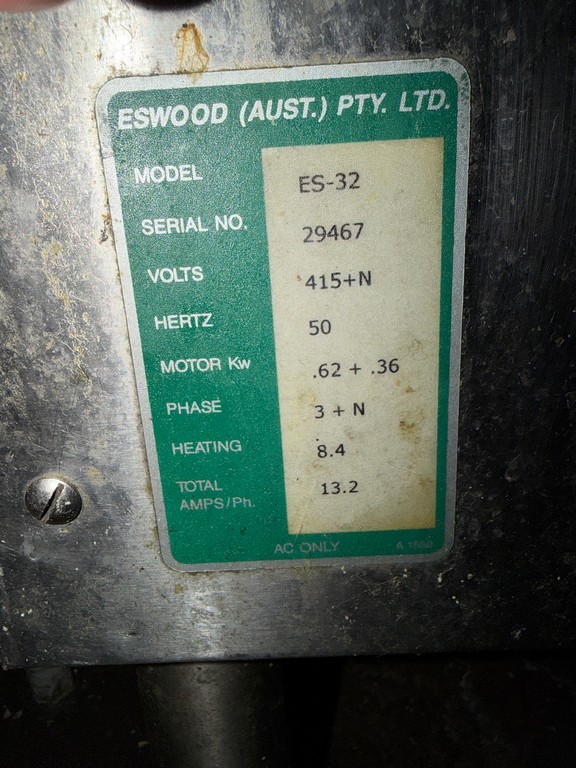 ESWOOD (AUST.) PTY. LTD.
MODEL ES-32
SERIAL NO. 29467
VOLTS 415+N
HERTZ 50
MOTOR Kw .62 + .36
PHASE 3 + N
HEATING 8.4
TOTAL
AMPS/Ph. 13.2
AC ONLY